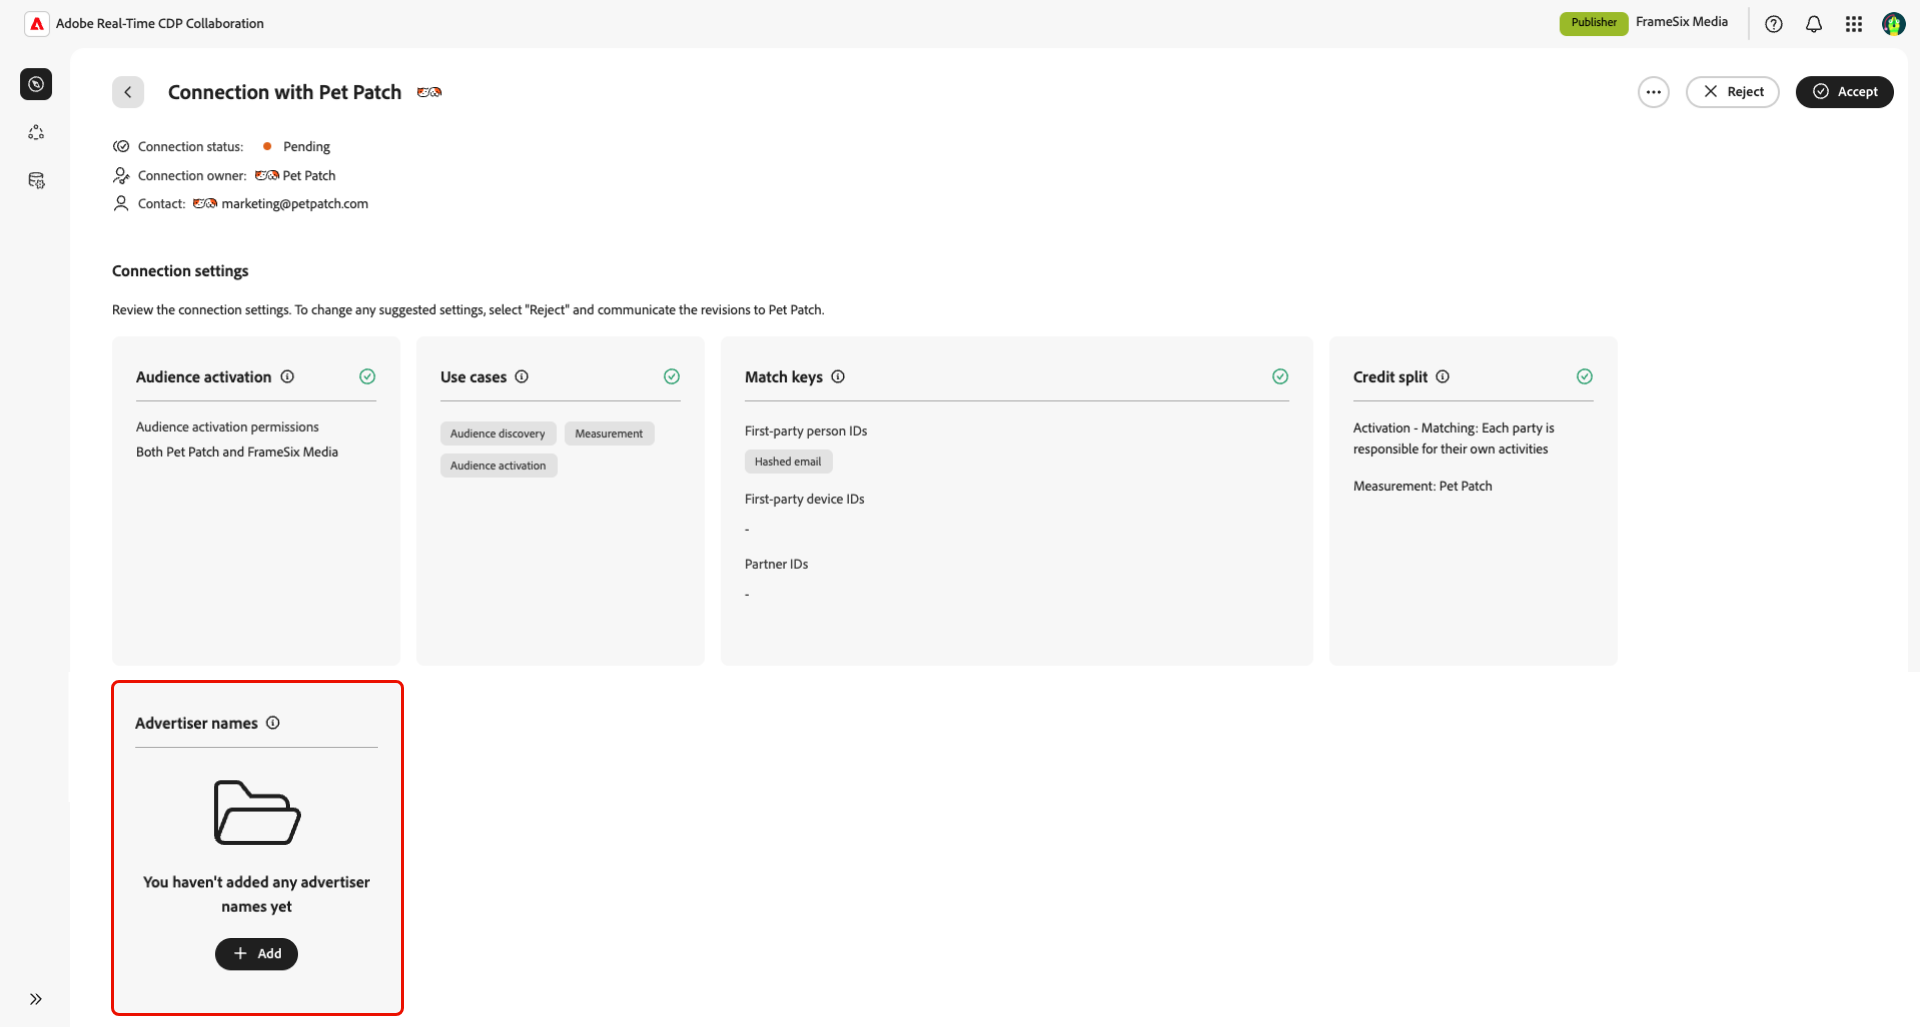 Adobe Real-Time CDP Collaboration
Publisher
FrameSix Media
Connection with Pet Patch
Reject
Accept
Connection status: Pending
Connection owner: Pet Patch
Contact: marketing@petpatch.com
Connection settings
Review the connection settings. To change any suggested settings, select "Reject" and communicate the revisions to Pet Patch.
Audience activation
Audience activation permissions
Both Pet Patch and FrameSix Media
Use cases
Audience discovery
Measurement
Audience activation
Match keys
First-party person IDs
Hashed email
First-party device IDs
-
Partner IDs
-
Credit split
Activation - Matching: Each party is
responsible for their own activities
Measurement: Pet Patch
Advertiser names
You haven't added any advertiser
names yet
Add